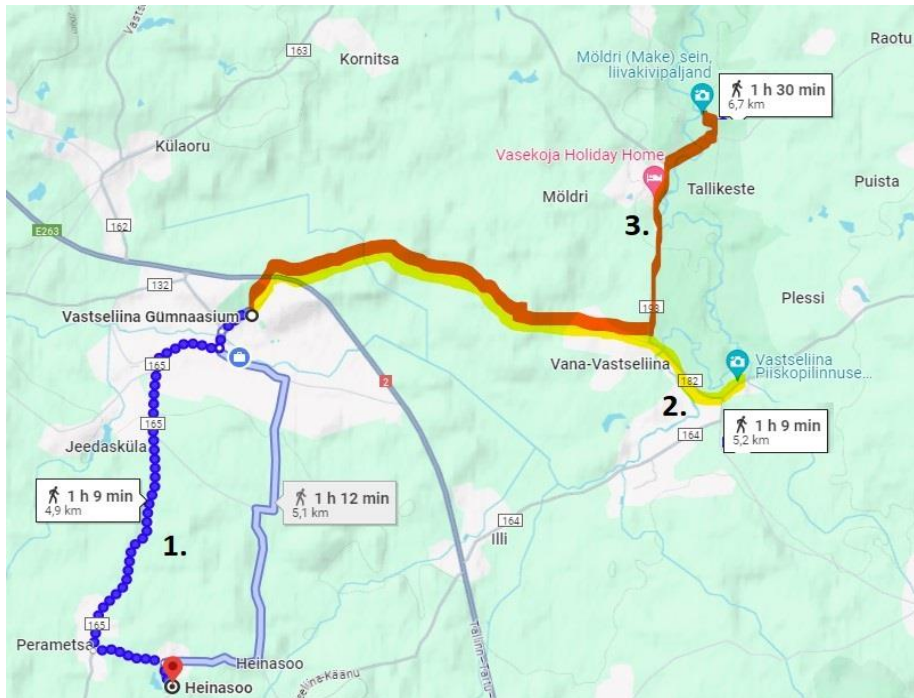 163
Kornitsa
Raotu
Möldri (Make) sein,
liivakivipaljand
1 h 30 min
6,7 km
Külaoru
Vasekoja Holiday Home
Möldri
Tallikeste
Puista
3.
162
E263
132
Vastseliina Gümnaasium
193
Plessi
Vana-Vastseliina
Vastseliina
Piiskopilinnuse...
165
2
182
2.
1 h 9 min
5,2 km
164
165
Jeedasküla
1 h 9 min
4,9 km
1 h 12 min
5,1 km
1.
164
Illi
165
Perametsa
Heinasoo
Heinasoo
Tallinn-Tartu